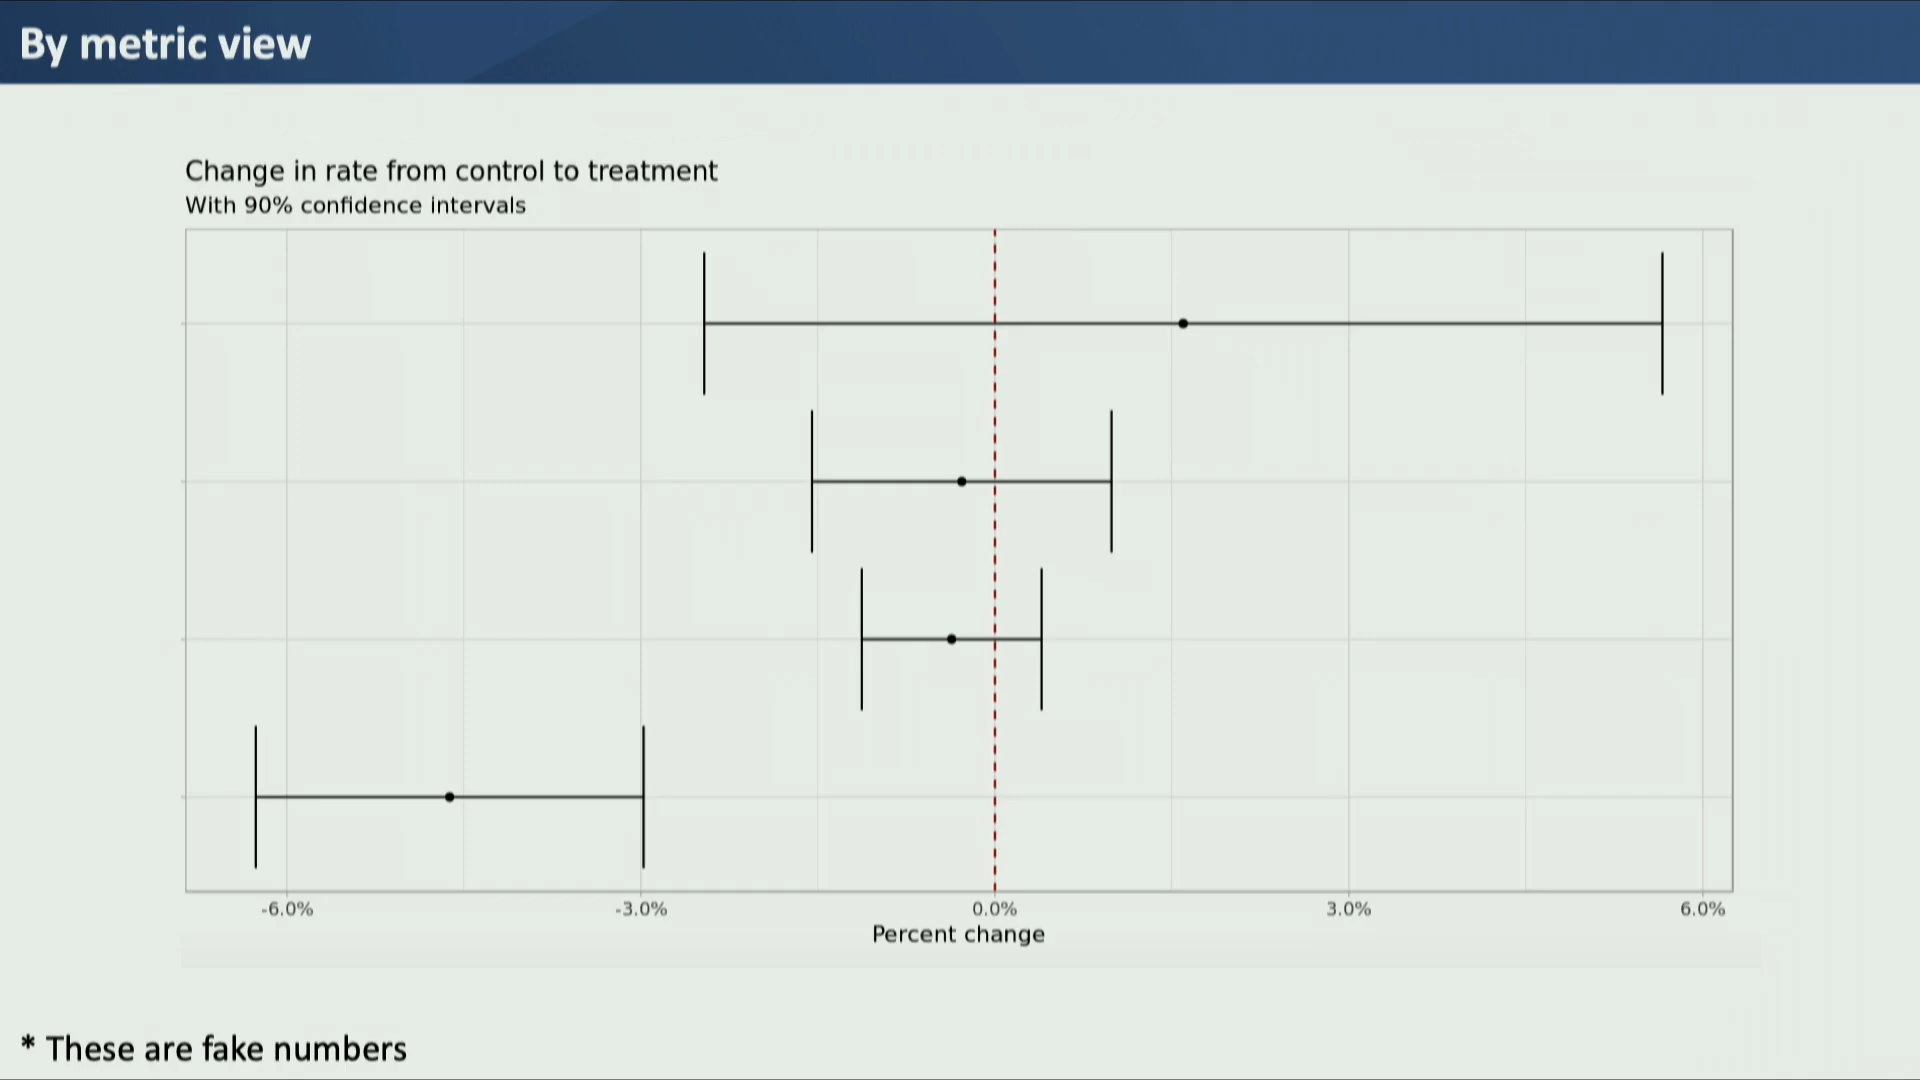 By metric view
Change in rate from control to treatment
With 90% confidence intervals
-6.0% -3.0% 0.0% 3.0% 6.0%
Percent change
* These are fake numbers